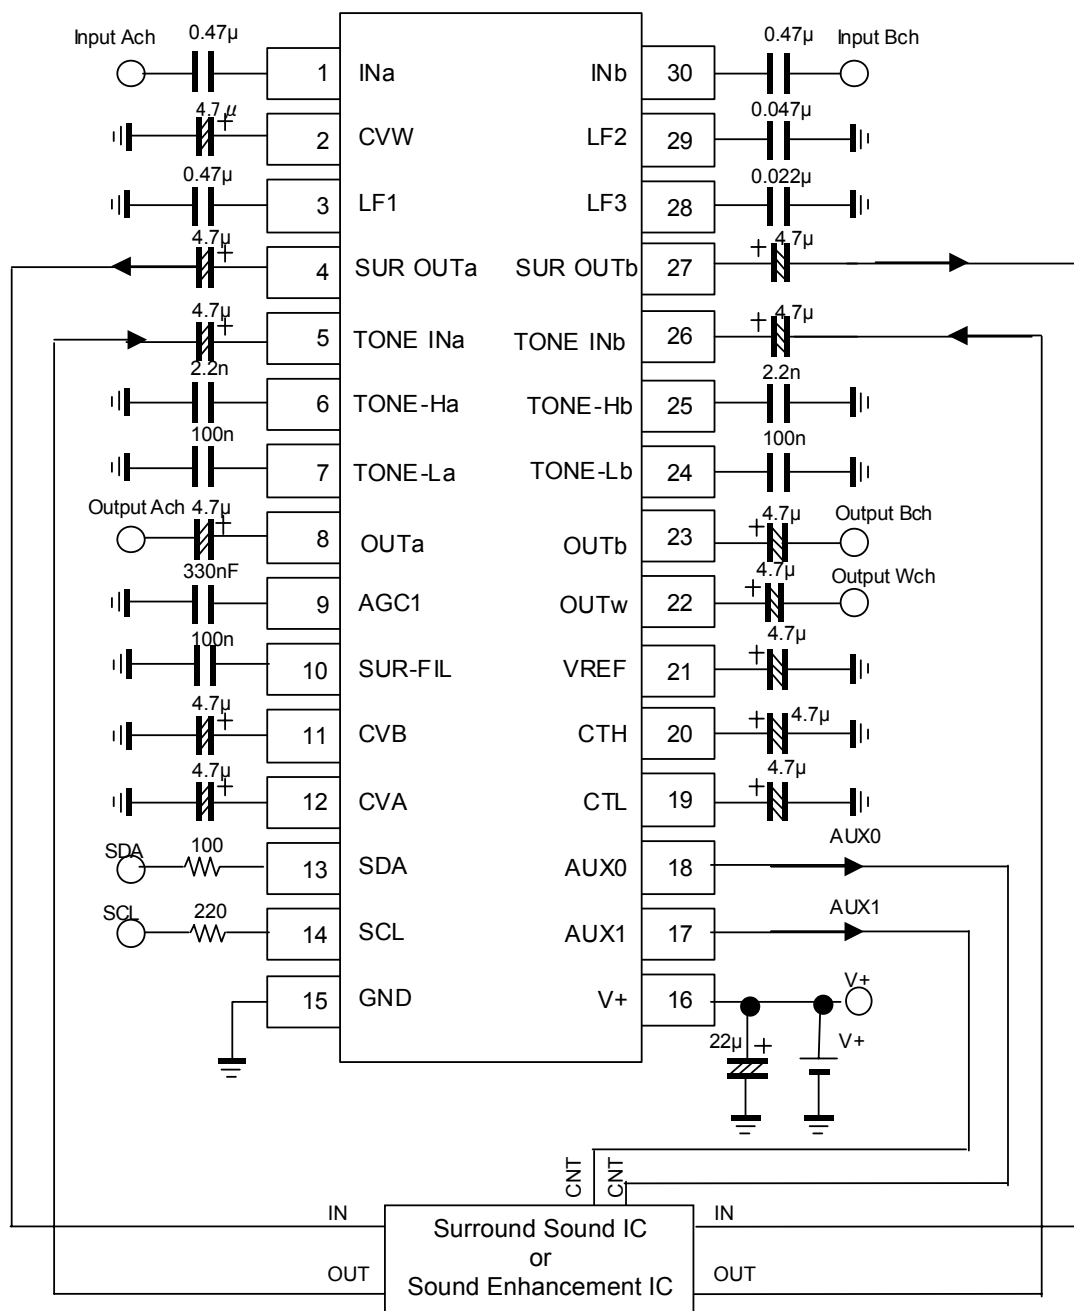 Input Ach 0.47µ 0.47µ Input Bch
1 INa INb 30
4.7μ + 0.047µ
2 CVW LF2 29
0.47µ 0.022µ
3 LF1 LF3 28
4.7µ + + 4.7µ
4 SUR OUTa SUR OUTb 27
4.7µ + + 4.7µ
5 TONE INa TONE INb 26
2.2n 2.2n
6 TONE-Ha TONE-Hb 25
100n 100n
7 TONE-La TONE-Lb 24
Output Ach 4.7µ + + 4.7µ Output Bch
8 OUTa OUTb 23
330nF + 4.7µ Output Wch
9 AGC1 OUTw 22
100n + 4.7µ
10 SUR-FIL VREF 21
4.7µ + + 4.7µ
11 CVB CTH 20
4.7µ + + 4.7µ
12 CVA CTL 19
SDA 100 AUX0
13 SDA AUX0 18
SCL 220 AUX1
14 SCL AUX1 17
V+
15 GND V+ 16
22µ + V+
CNT CNT
IN Surround Sound IC IN
or
OUT Sound Enhancement IC OUT